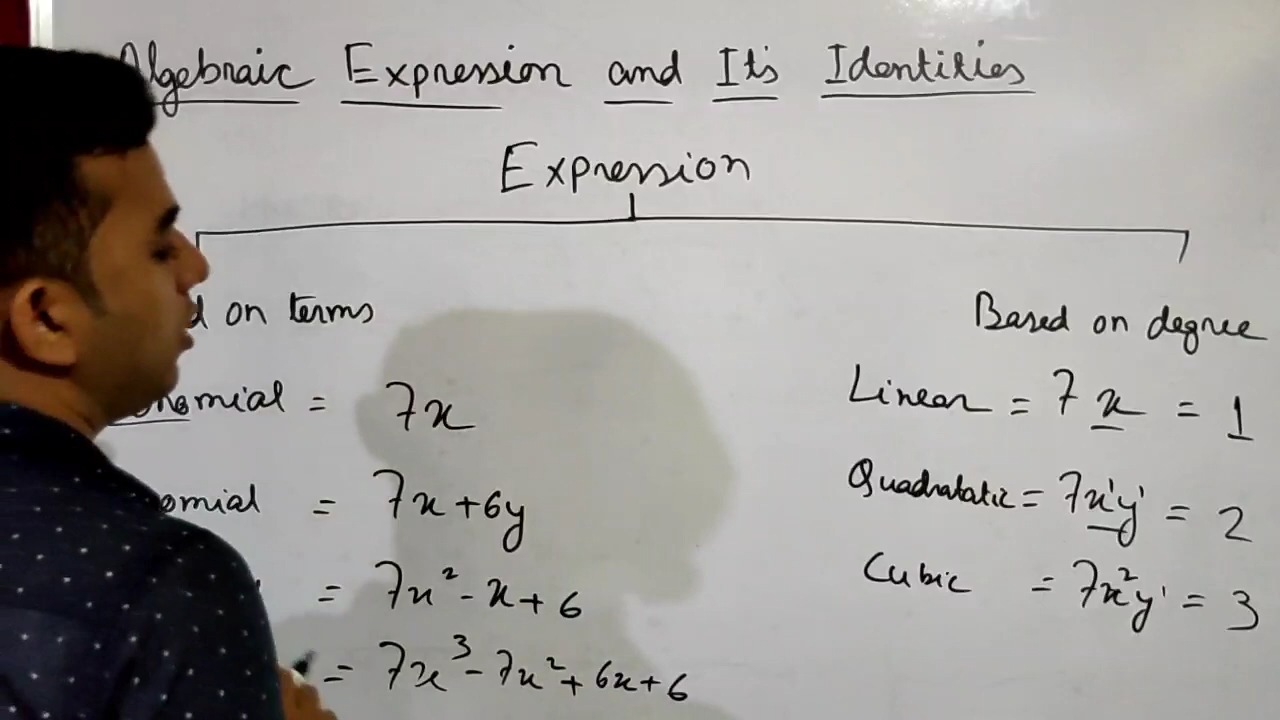 Algebraic Expression and Its Identities
Expression
on terms
Based on degree
nomial = 7x
Linear = 7x = 1
omial = 7x+6y
Quadratatic = 7x¹y¹ = 2
= 7x²-x+6
Cubic = 7x²y¹ = 3
= 7x³-7x²+6x+6